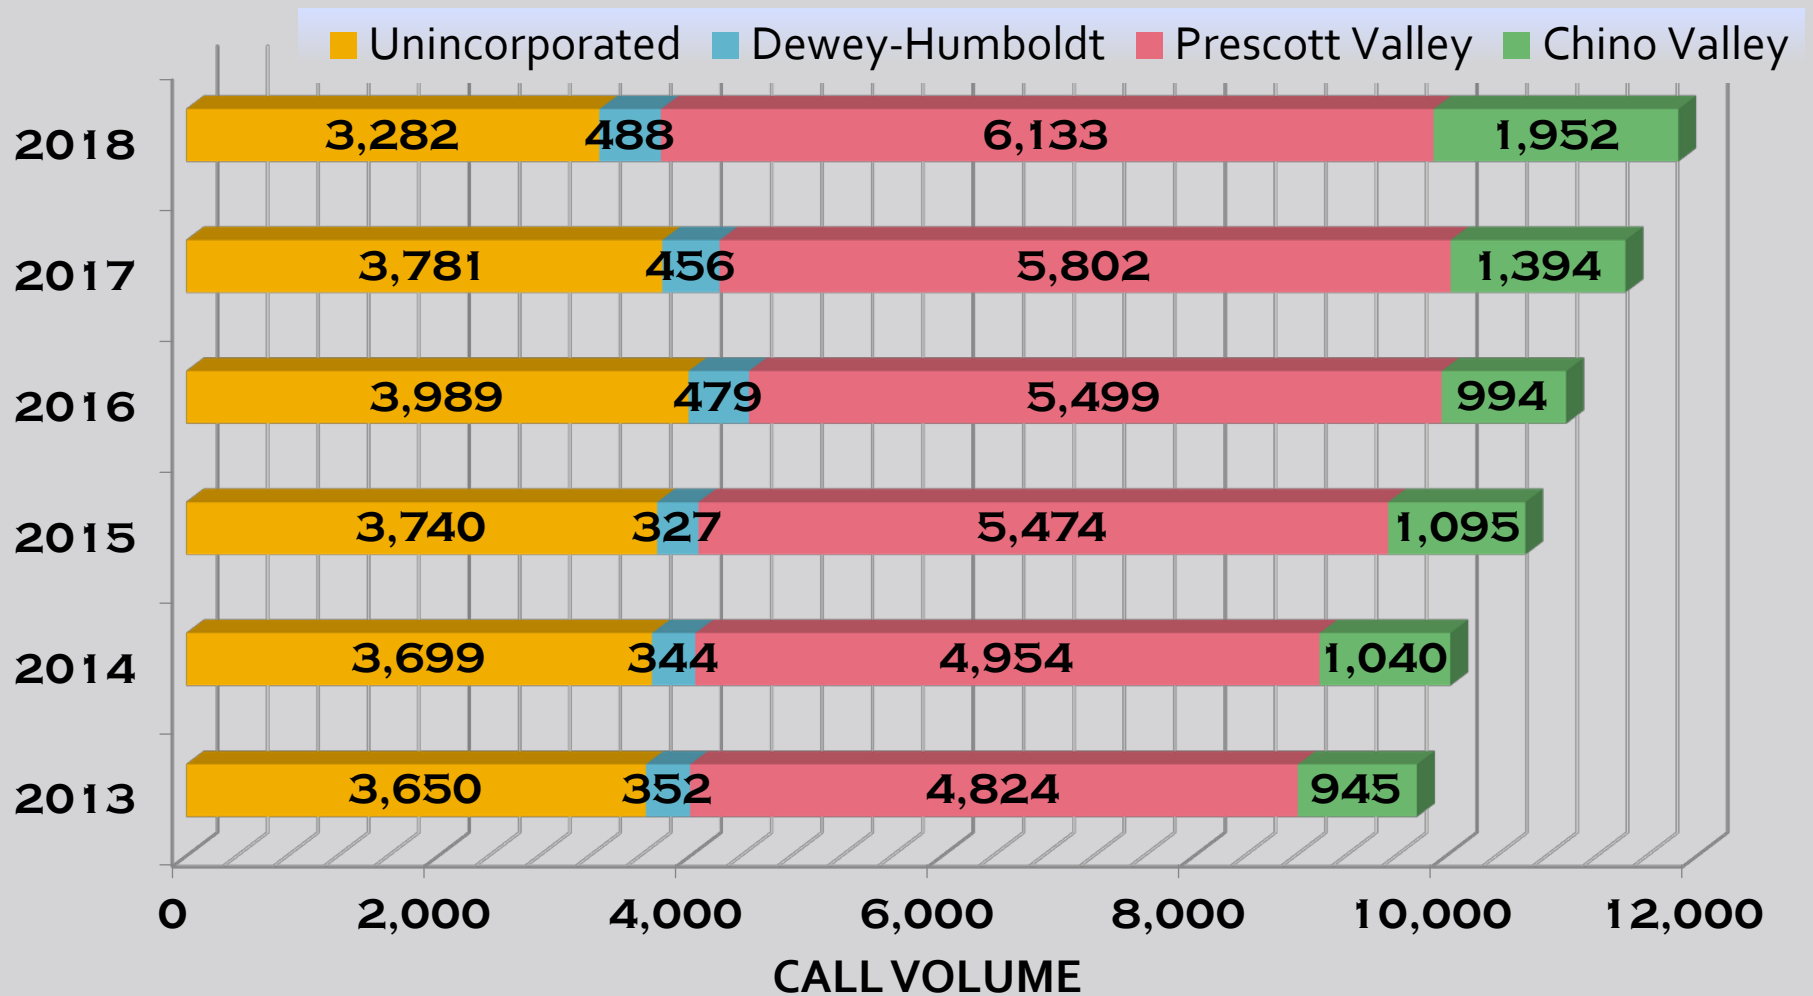 Unincorporated Dewey-Humboldt Prescott Valley Chino Valley
2018 3,282 488 6,133 1,952
2017 3,781 456 5,802 1,394
2016 3,989 479 5,499 994
2015 3,740 327 5,474 1,095
2014 3,699 344 4,954 1,040
2013 3,650 352 4,824 945
0 2,000 4,000 6,000 8,000 10,000 12,000
CALL VOLUME